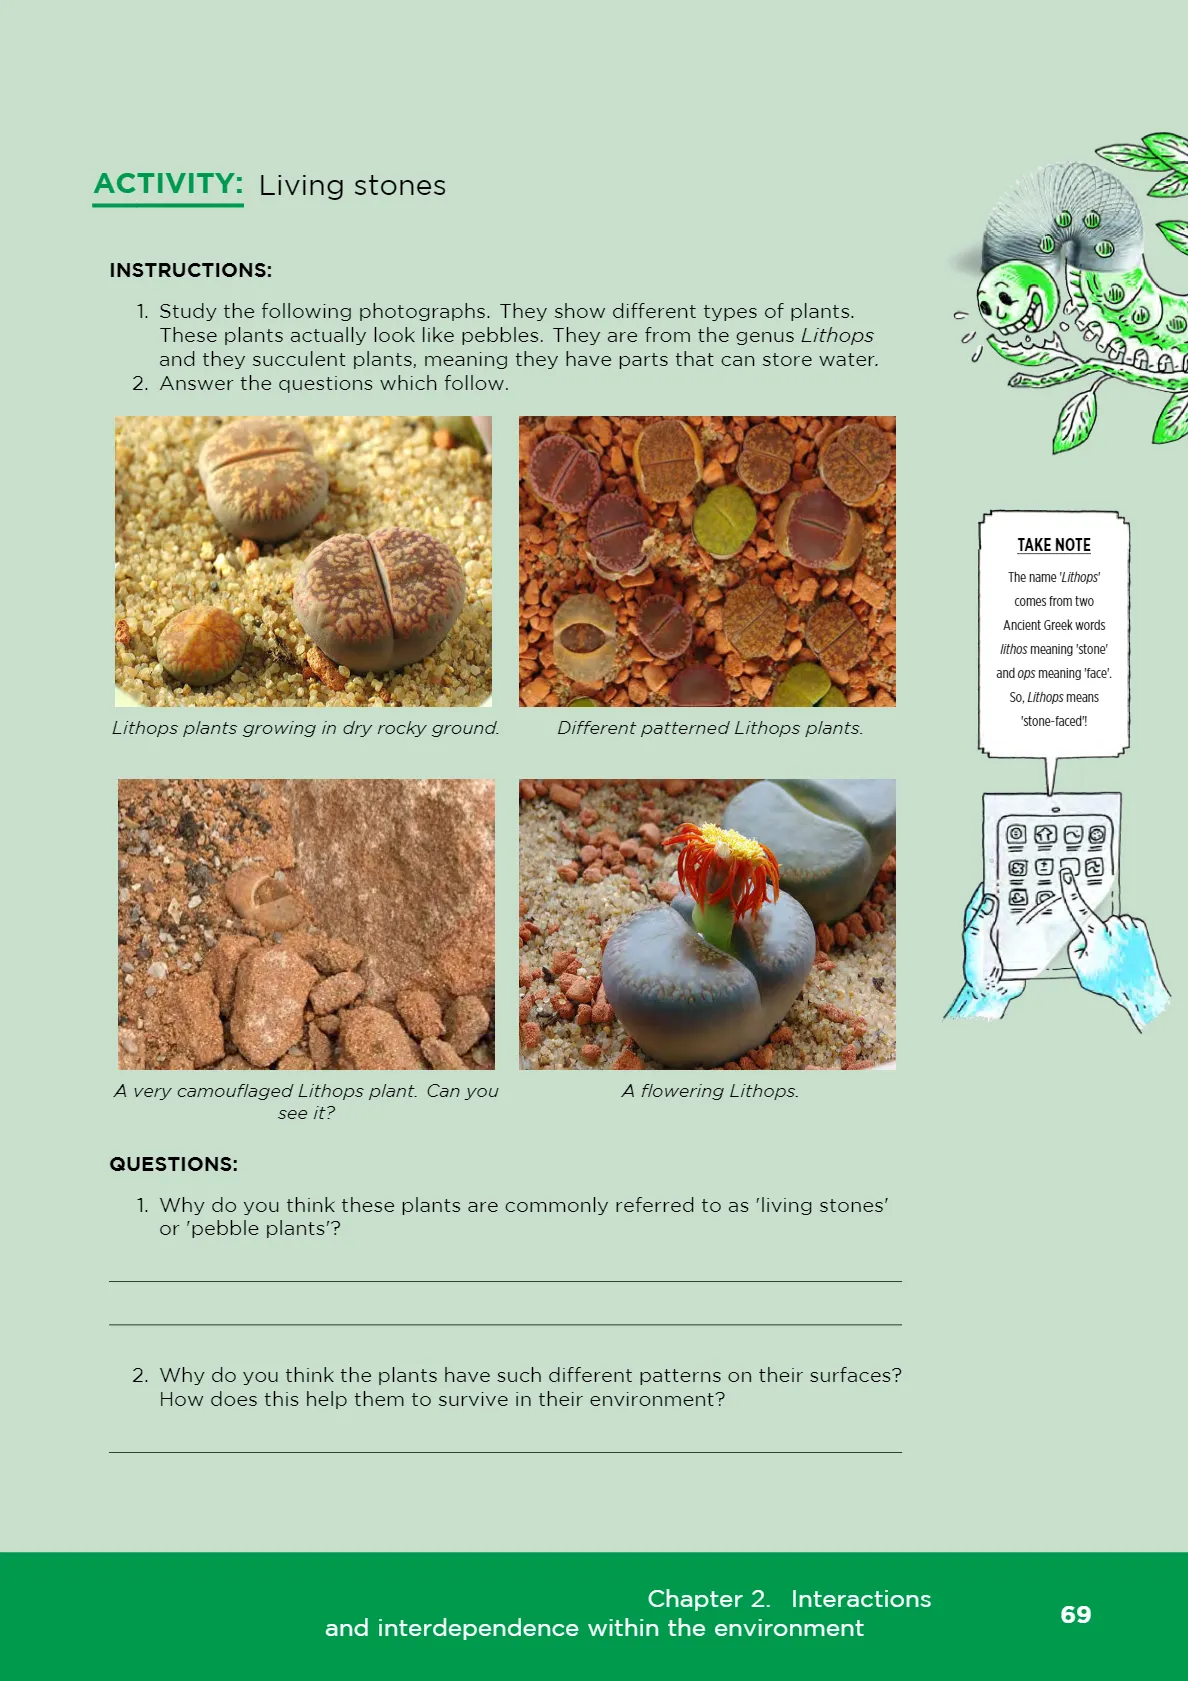 ACTIVITY: Living stones
INSTRUCTIONS:
1. Study the following photographs. They show different types of plants.
These plants actually look like pebbles. They are from the genus Lithops
and they succulent plants, meaning they have parts that can store water.
2. Answer the questions which follow.
Lithops plants growing in dry rocky ground.
Different patterned Lithops plants.
A very camouflaged Lithops plant. Can you
see it?
A flowering Lithops.
TAKE NOTE
The name 'Lithops'
comes from two
Ancient Greek words
lithos meaning 'stone'
and ops meaning 'face'.
So, Lithops means
'stone-faced'!
QUESTIONS:
1. Why do you think these plants are commonly referred to as 'living stones'
or 'pebble plants'?
2. Why do you think the plants have such different patterns on their surfaces?
How does this help them to survive in their environment?
Chapter 2. Interactions
and interdependence within the environment
69